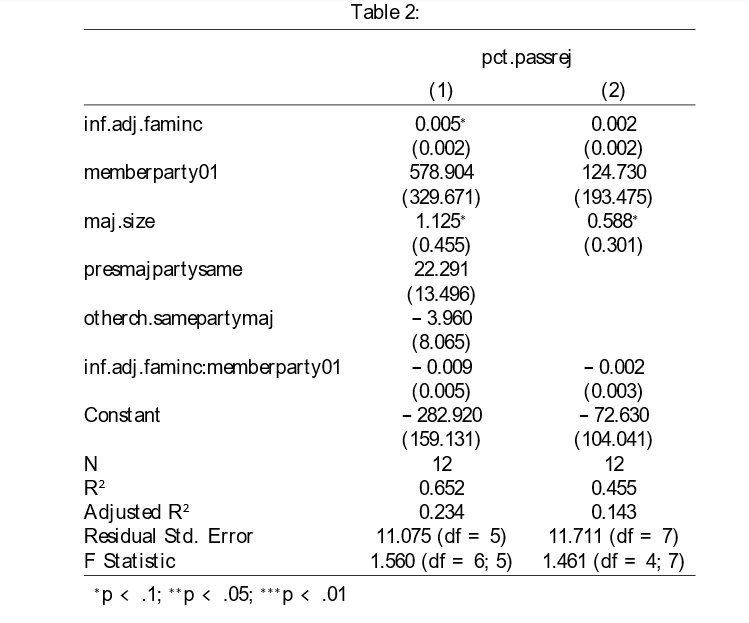 Table 2:
pct.passrej
(1) (2)
inf.adj.faminc 0.005* 0.002
(0.002) (0.002)
memberparty01 578.904 124.730
(329.671) (193.475)
maj.size 1.125* 0.588*
(0.455) (0.301)
presmajpartysame 22.291
(13.496)
otherch.samepartymaj − 3.960
(8.065)
inf.adj.faminc:memberparty01 − 0.009 − 0.002
(0.005) (0.003)
Constant − 282.920 − 72.630
(159.131) (104.041)
N 12 12
R² 0.652 0.455
Adjusted R² 0.234 0.143
Residual Std. Error 11.075 (df = 5) 11.711 (df = 7)
F Statistic 1.560 (df = 6; 5) 1.461 (df = 4; 7)
*p < .1; **p < .05; ***p < .01